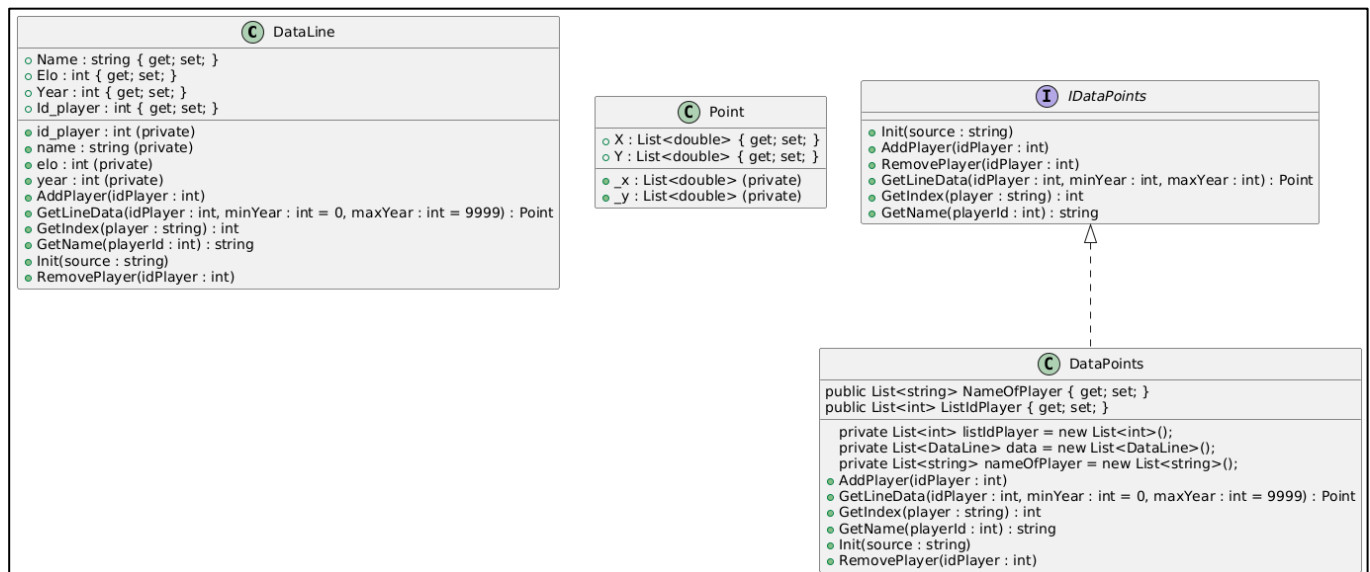 C DataLine
Name : string { get; set; }
Elo : int { get; set; }
Year : int { get; set; }
Id_player : int { get; set; }
id_player : int (private)
name : string (private)
elo : int (private)
year : int (private)
AddPlayer(idPlayer : int)
GetLineData(idPlayer : int, minYear : int = 0, maxYear : int = 9999) : Point
GetIndex(player : string) : int
GetName(playerId : int) : string
Init(source : string)
RemovePlayer(idPlayer : int)
C Point
X : List<double> { get; set; }
Y : List<double> { get; set; }
_x : List<double> (private)
_y : List<double> (private)
I IDataPoints
Init(source : string)
AddPlayer(idPlayer : int)
RemovePlayer(idPlayer : int)
GetLineData(idPlayer : int, minYear : int, maxYear : int) : Point
GetIndex(player : string) : int
GetName(playerId : int) : string
C DataPoints
public List<string> NameOfPlayer { get; set; }
public List<int> ListIdPlayer { get; set; }
private List<int> listIdPlayer = new List<int>();
private List<DataLine> data = new List<DataLine>();
private List<string> nameOfPlayer = new List<string>();
AddPlayer(idPlayer : int)
GetLineData(idPlayer : int, minYear : int = 0, maxYear : int = 9999) : Point
GetIndex(player : string) : int
GetName(playerId : int) : string
Init(source : string)
RemovePlayer(idPlayer : int)